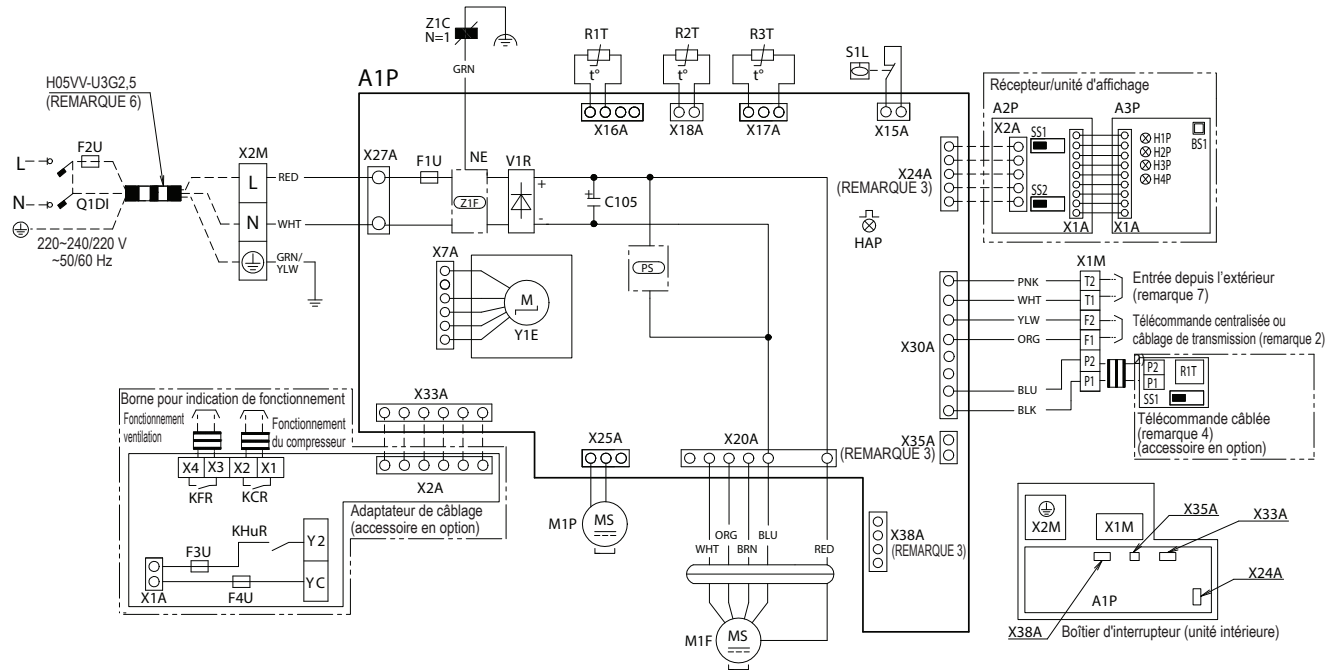 Z1C
N=1
GRN
R1T
t°
R2T
t°
R3T
t°
S1L
X16A
X18A
X17A
X15A
A1P
H05VV-U3G2,5
(REMARQUE 6)
F2U
L
N
Q1DI
220~240/220 V
~50/60 Hz
X2M
L
N
RED
WHT
GRN/
YLW
X27A
F1U
NE
Z1F
V1R
+
-
+
C105
PS
X7A
M
Y1E
HAP
X24A
(REMARQUE 3)
Récepteur/unité d'affichage
A2P
X2A
SS1
SS2
X1A
A3P
H1P
H2P
H3P
H4P
BS1
X1A
X30A
PNK
WHT
YLW
ORG
BLU
BLK
X1M
T2
T1
F2
F1
P2
P1
Entrée depuis l'extérieur
(remarque 7)
Télécommande centralisée ou
câblage de transmission (remarque 2)
P2
P1
R1T
SS1
Télécommande câblée
(remarque 4)
(accessoire en option)
Borne pour indication de fonctionnement
Fonctionnement
ventilation
Fonctionnement
du compresseur
X4
X3
X2
X1
KFR
KCR
X33A
X2A
Adaptateur de câblage
(accessoire en option)
KHuR
F3U
F4U
X1A
Y2
YC
X25A
M1P
MS
X20A
WHT
ORG
BRN
BLU
RED
M1F
MS
X35A
(REMARQUE 3)
X38A
(REMARQUE 3)
X2M
X1M
X35A
X33A
X24A
A1P
X38A
Boîtier d'interrupteur (unité intérieure)